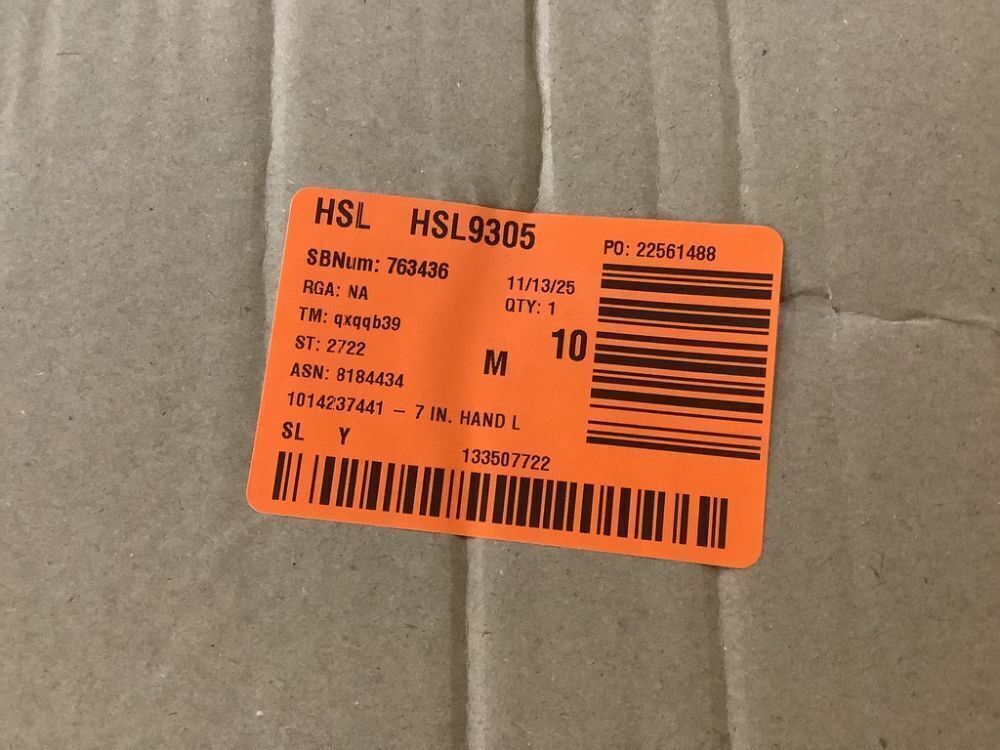 HSL HSL9305
PO: 22561488
SBNum: 763436
11/13/25
RGA: NA
QTY: 1
TM: qxqqb39
ST: 2722
M 10
ASN: 8184434
1014237441 – 7 IN. HAND L
SL Y
133507722